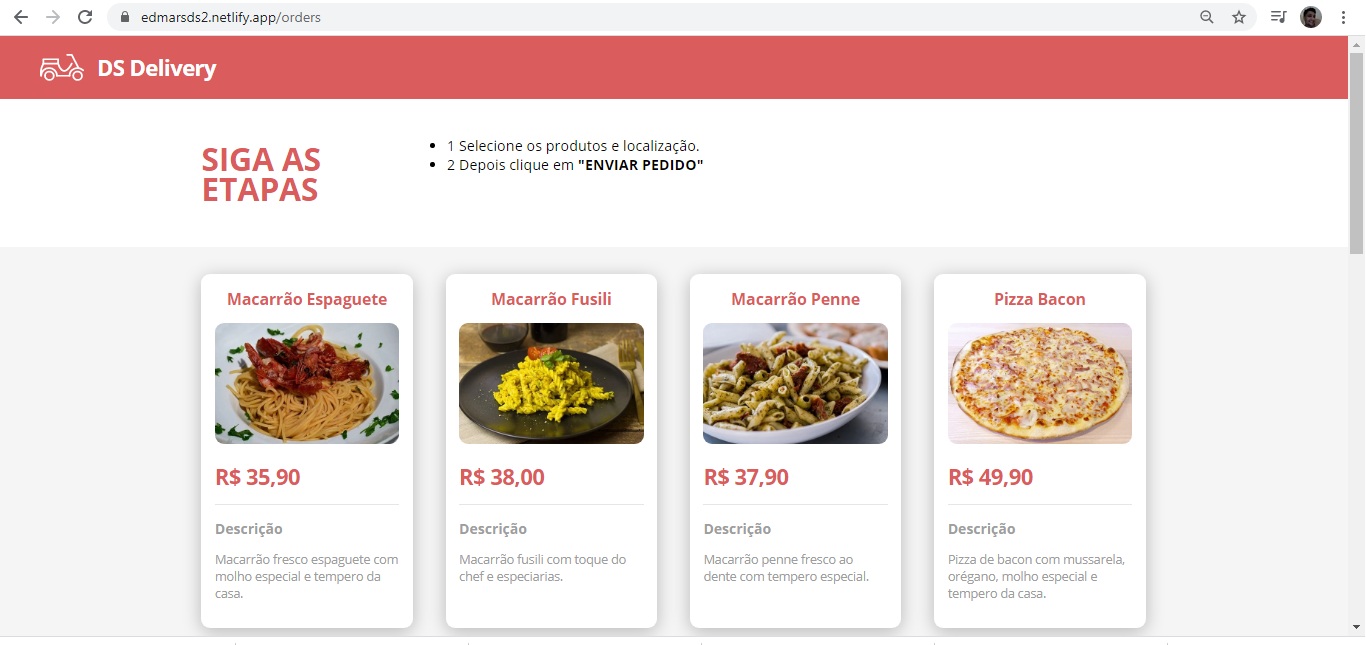 edmarsds2.netlify.app/orders
DS Delivery
SIGA AS
ETAPAS
1 Selecione os produtos e localização.
2 Depois clique em "ENVIAR PEDIDO"
Macarrão Espaguete
R$ 35,90
Descrição
Macarrão fresco espaguete com
molho especial e tempero da
casa.
Macarrão Fusili
R$ 38,00
Descrição
Macarrão fusili com toque do
chef e especiarias.
Macarrão Penne
R$ 37,90
Descrição
Macarrão penne fresco ao
dente com tempero especial.
Pizza Bacon
R$ 49,90
Descrição
Pizza de bacon com mussarela,
orégano, molho especial e
tempero da casa.